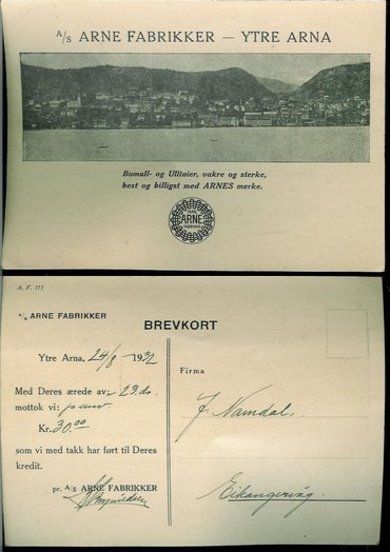 A/s ARNE FABRIKKER — YTRE ARNA
Bomull- og Ulltøier, vakre og sterke,
best og billigst med ARNES mærke.
ARNE
A. F. 111
A/s ARNE FABRIKKER
BREVKORT
Ytre Arna, 24/8 1932
Firma
Med Deres ærede av 23. ds.
mottok vi:
Kr. 30.00
som vi med takk har ført til Deres
kredit.
pr. A/s ARNE FABRIKKER
J. Namdal,
Eikangervåg.